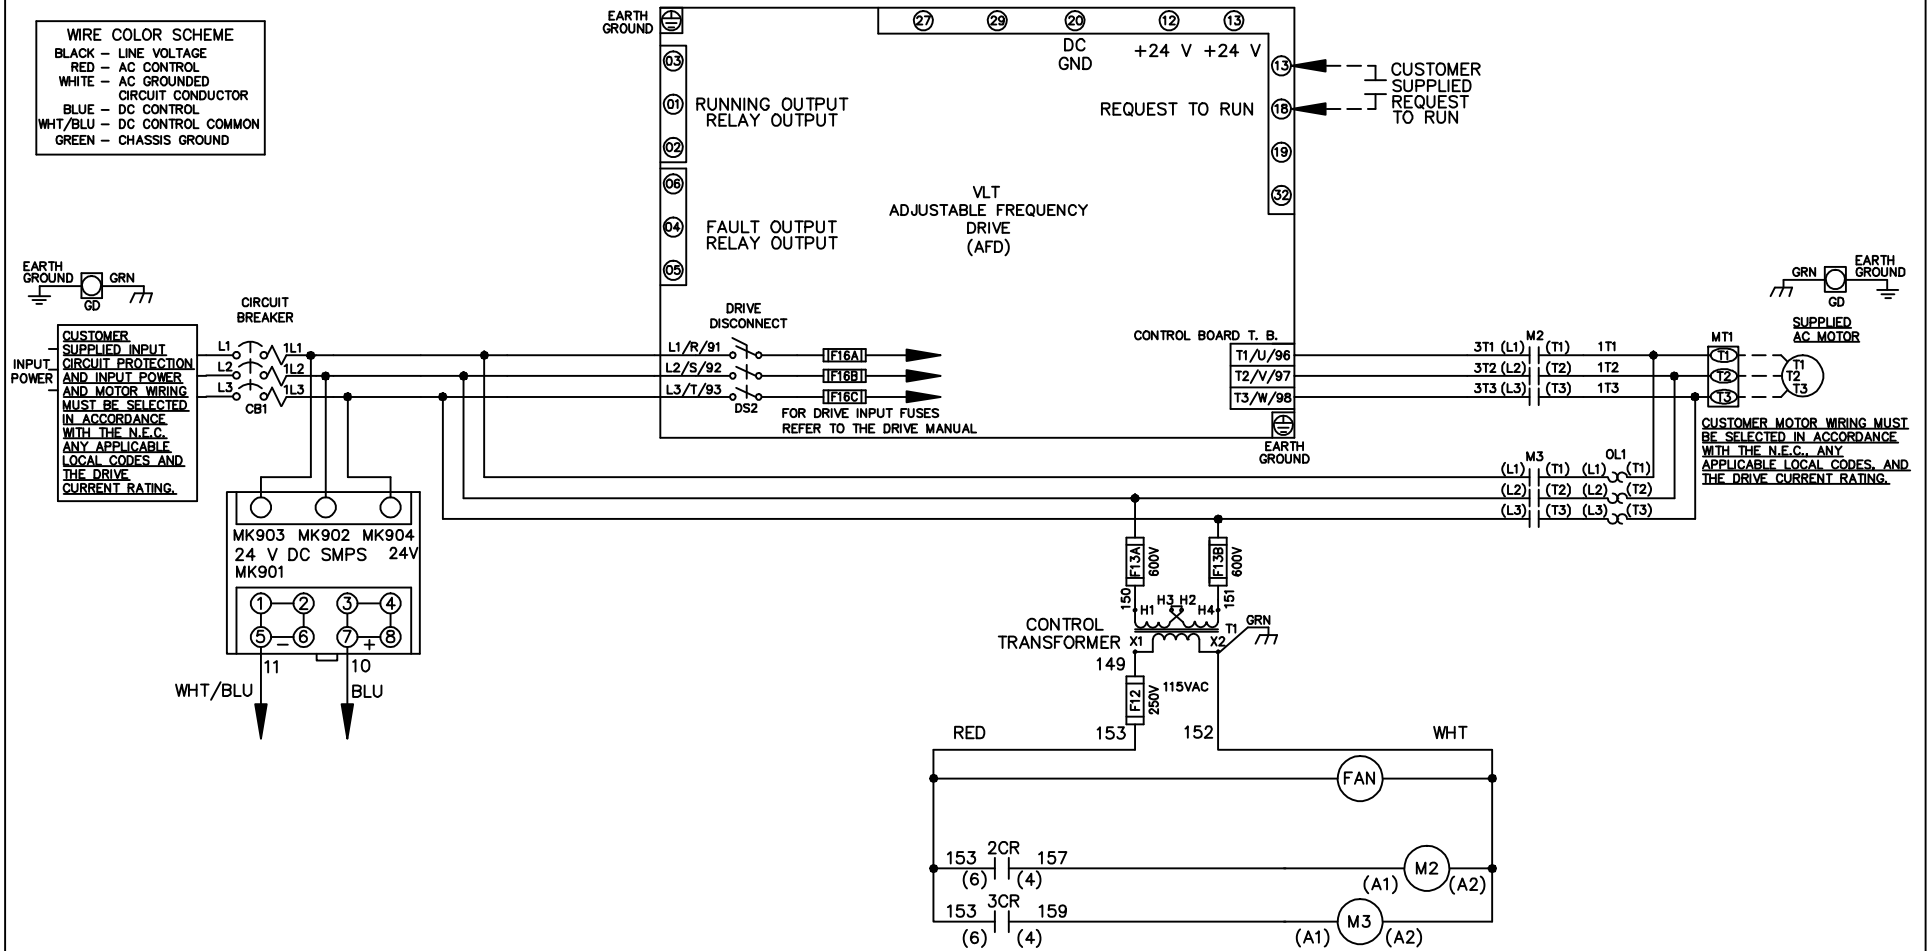 WIRE COLOR SCHEME
BLACK – LINE VOLTAGE
RED – AC CONTROL
WHITE – AC GROUNDED
CIRCUIT CONDUCTOR
BLUE – DC CONTROL
WHT/BLU – DC CONTROL COMMON
GREEN – CHASSIS GROUND
EARTH
GROUND
27
29
20
12
13
DC
GND
+24 V
+24 V
03
01
02
RUNNING OUTPUT
RELAY OUTPUT
06
04
05
FAULT OUTPUT
RELAY OUTPUT
VLT
ADJUSTABLE FREQUENCY
DRIVE
(AFD)
REQUEST TO RUN
13
18
19
32
CUSTOMER
SUPPLIED
REQUEST
TO RUN
EARTH
GROUND
GRN
GD
INPUT
POWER
CUSTOMER
SUPPLIED INPUT
CIRCUIT PROTECTION
AND INPUT POWER
AND MOTOR WIRING
MUST BE SELECTED
IN ACCORDANCE
WITH THE N.E.C.
ANY APPLICABLE
LOCAL CODES AND
THE DRIVE
CURRENT RATING.
CIRCUIT
BREAKER
L1
1L1
L2
1L2
L3
1L3
CB1
DRIVE
DISCONNECT
L1/R/91
L2/S/92
L3/T/93
DS2
F16A
F16B
F16C
FOR DRIVE INPUT FUSES
REFER TO THE DRIVE MANUAL
CONTROL BOARD T. B.
T1/U/96
T2/V/97
T3/W/98
EARTH
GROUND
M2
3T1 (L1) (T1) 1T1
3T2 (L2) (T2) 1T2
3T3 (L3) (T3) 1T3
MT1
T1
T2
T3
GRN
GD
EARTH
GROUND
SUPPLIED
AC MOTOR
T1
T2
T3
CUSTOMER MOTOR WIRING MUST
BE SELECTED IN ACCORDANCE
WITH THE N.E.C., ANY
APPLICABLE LOCAL CODES, AND
THE DRIVE CURRENT RATING.
M3
OL1
(L1) (T1) (L1) (T1)
(L2) (T2) (L2) (T2)
(L3) (T3) (L3) (T3)
MK903 MK902 MK904
24 V DC SMPS 24V
MK901
1 2 3 4
5 – 6 7 + 8
11
10
WHT/BLU
BLU
F13A
600V
F13B
600V
150
151
H1 H3 H2 H4
CONTROL
TRANSFORMER
X1
X2
T1
GRN
149
F12
250V
115VAC
153
152
RED
WHT
FAN
2CR
153 157
(6) (4)
M2
(A1) (A2)
3CR
153 159
(6) (4)
M3
(A1) (A2)